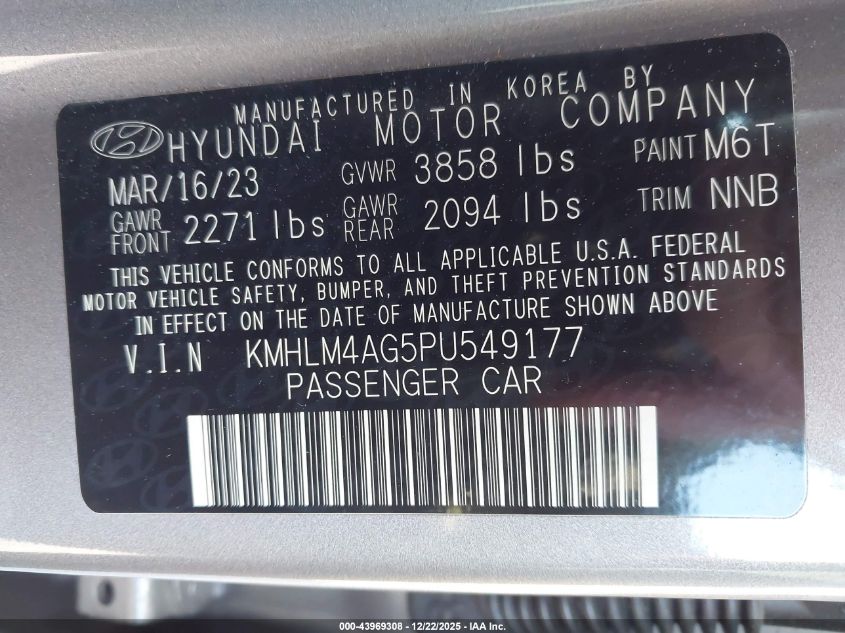 MANUFACTURED IN KOREA BY
HYUNDAI MOTOR COMPANY
MAR/16/23 GVWR 3858 lbs PAINT M6T
GAWR FRONT 2271 lbs GAWR REAR 2094 lbs TRIM NNB
THIS VEHICLE CONFORMS TO ALL APPLICABLE U.S.A. FEDERAL
MOTOR VEHICLE SAFETY, BUMPER, AND THEFT PREVENTION STANDARDS
IN EFFECT ON THE DATE OF MANUFACTURE SHOWN ABOVE
V.I.N KMHLM4AG5PU549177
PASSENGER CAR
000-43969308 - 12/22/2025 - IAA Inc.